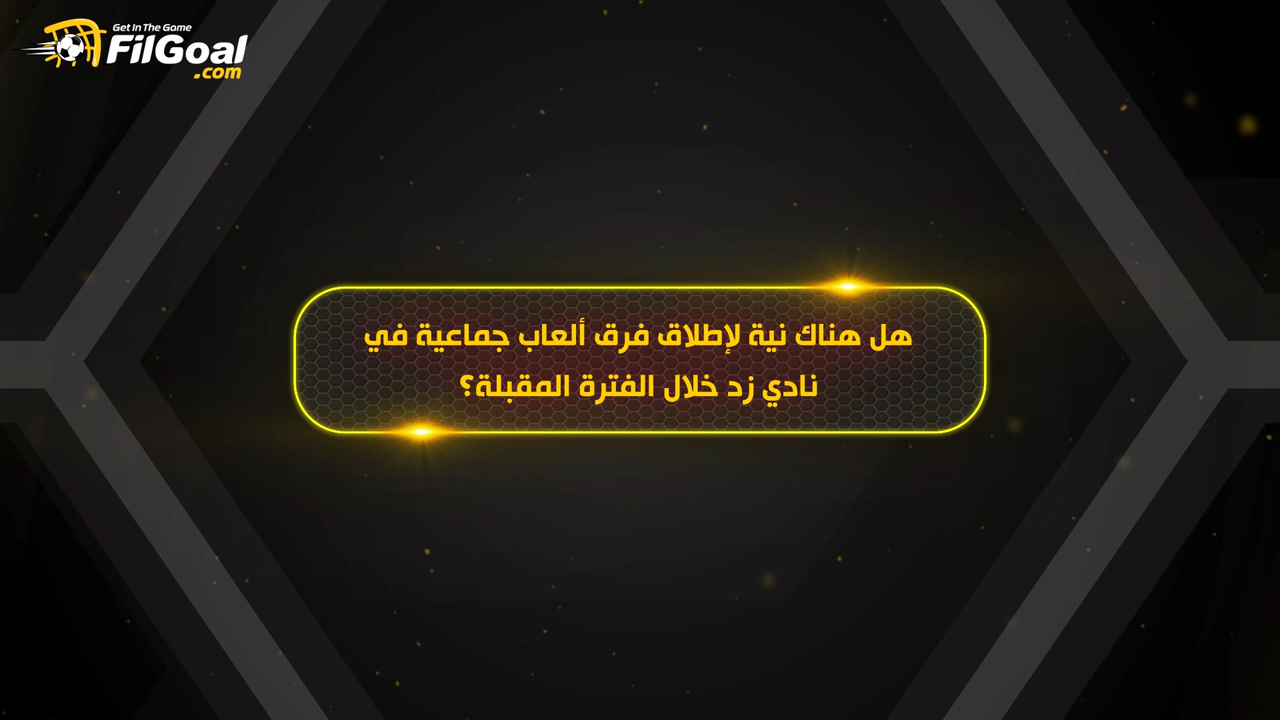 Get In The Game
FilGoal
.com
هل هناك نية لإطلاق فرق ألعاب جماعية في
نادي زد خلال الفترة المقبلة؟